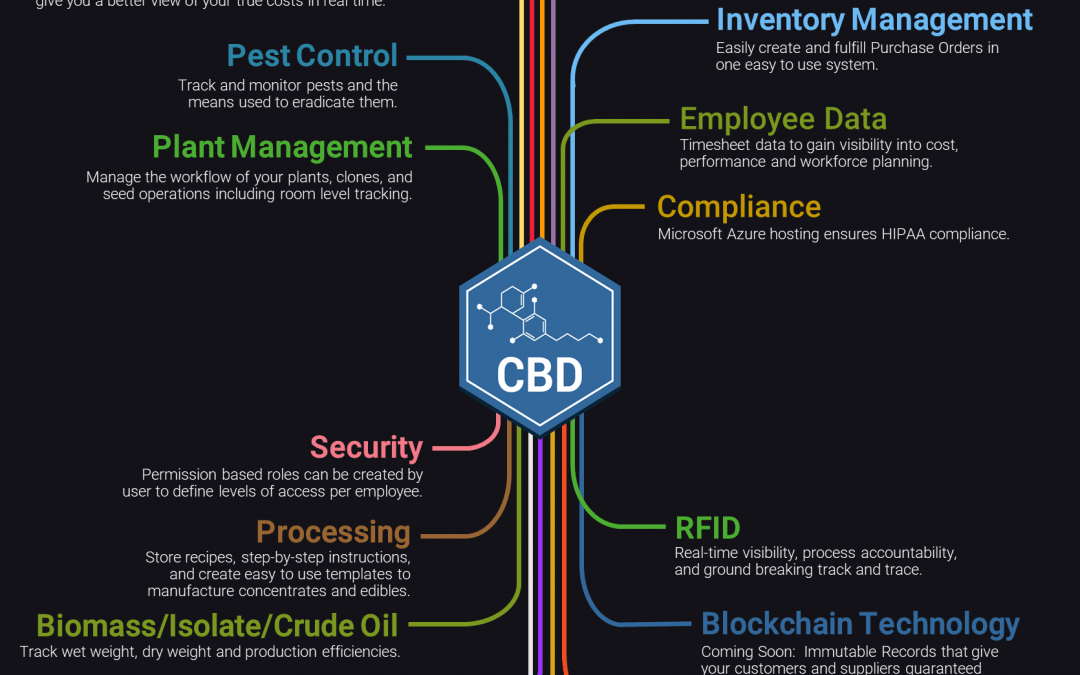 give you a better view of your true costs in real time.
Pest Control
Track and monitor pests and the
means used to eradicate them.
Plant Management
Manage the workflow of your plants, clones, and
seed operations including room level tracking.
Inventory Management
Easily create and fulfill Purchase Orders in
one easy to use system.
Employee Data
Timesheet data to gain visibility into cost,
performance and workforce planning.
Compliance
Microsoft Azure hosting ensures HIPAA compliance.
CBD
Security
Permission based roles can be created by
user to define levels of access per employee.
Processing
Store recipes, step-by-step instructions,
and create easy to use templates to
manufacture concentrates and edibles.
Biomass/Isolate/Crude Oil
Track wet weight, dry weight and production efficiencies.
RFID
Real-time visibility, process accountability,
and ground breaking track and trace.
Blockchain Technology
Coming Soon: Immutable Records that give
your customers and suppliers guaranteed